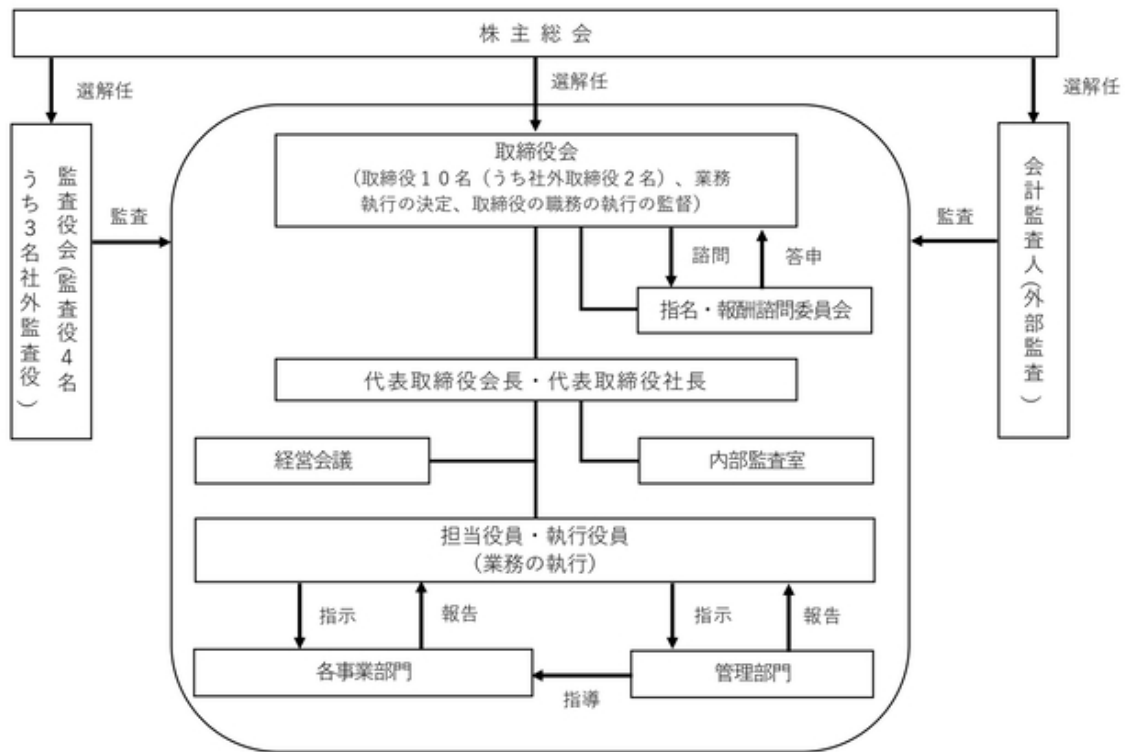 株主総会
選解任
選解任
選解任
監査役会(監査役4名
うち3名社外監査役)
監査
取締役会
(取締役10名(うち社外取締役2名)、業務
執行の決定、取締役の職務の執行の監督)
監査
会計監査人(外部監査)
諮問
答申
指名・報酬諮問委員会
代表取締役会長・代表取締役社長
経営会議
内部監査室
担当役員・執行役員
(業務の執行)
指示
報告
指示
報告
各事業部門
管理部門
指導